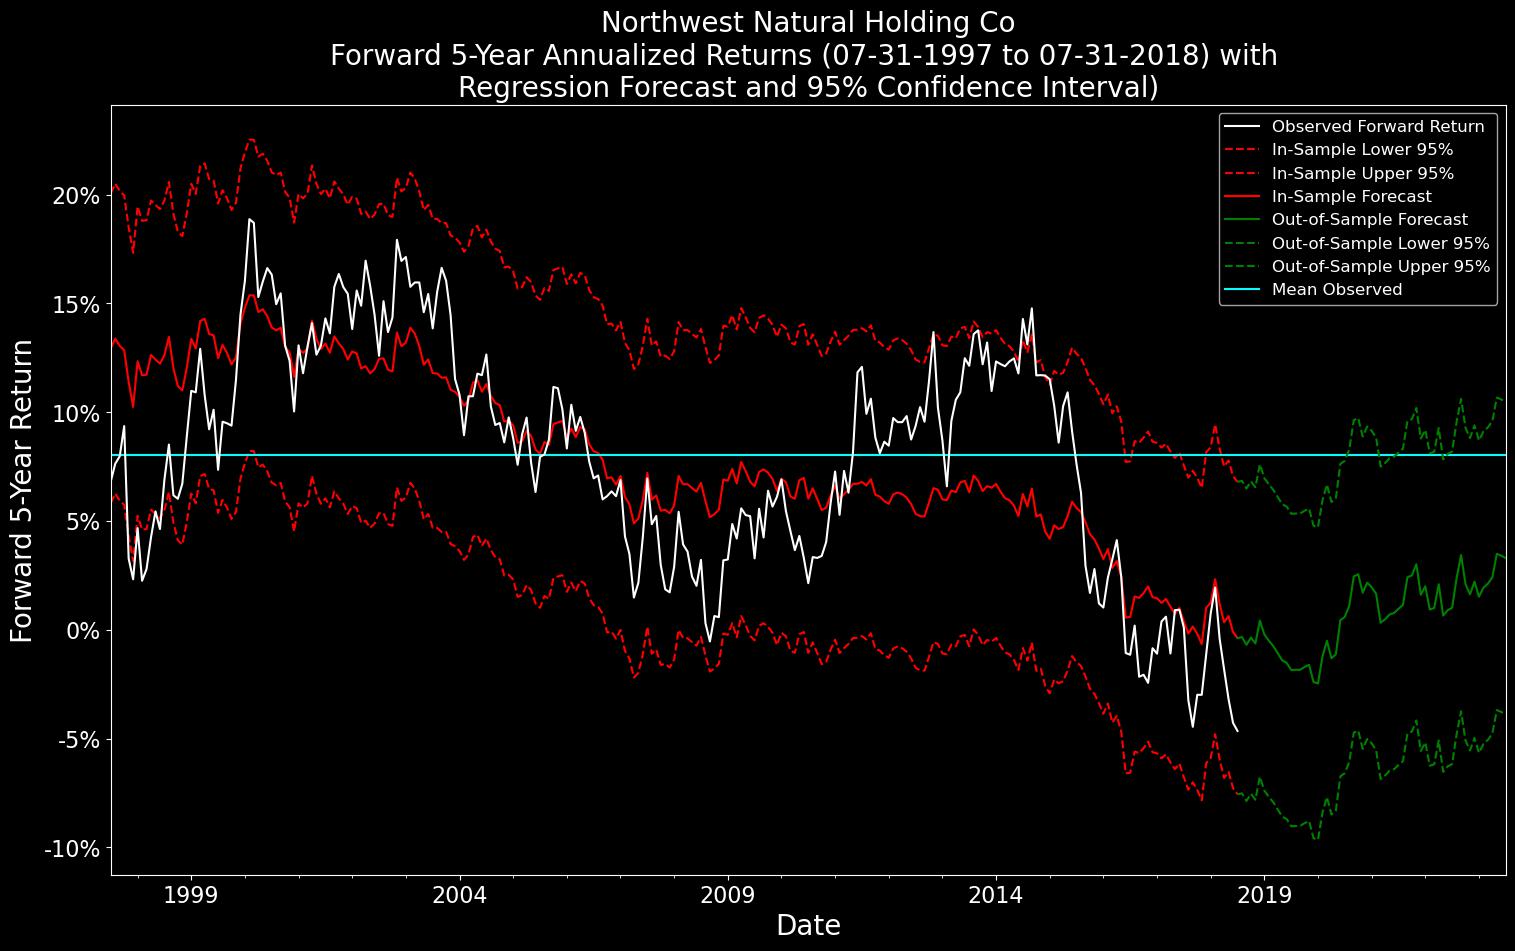 Northwest Natural Holding Co
Forward 5-Year Annualized Returns (07-31-1997 to 07-31-2018) with
Regression Forecast and 95% Confidence Interval)
Observed Forward Return
In-Sample Lower 95%
In-Sample Upper 95%
In-Sample Forecast
Out-of-Sample Forecast
Out-of-Sample Lower 95%
Out-of-Sample Upper 95%
Mean Observed
Forward 5-Year Return
20%
15%
10%
5%
0%
-5%
-10%
1999
2004
2009
2014
2019
Date